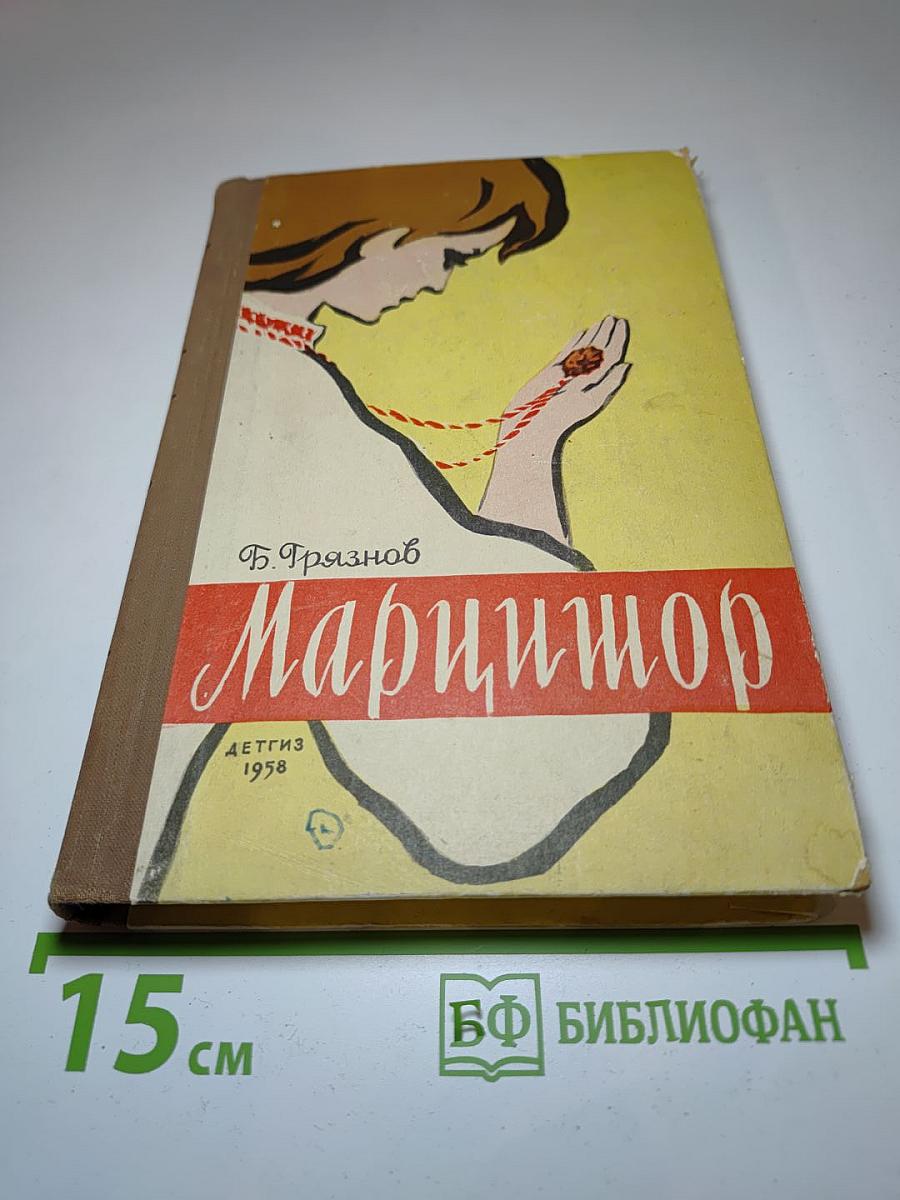 Б. Грязнов
Марцишор
ДЕТГИЗ
1958
15 см
БФ БИБЛИОФАН